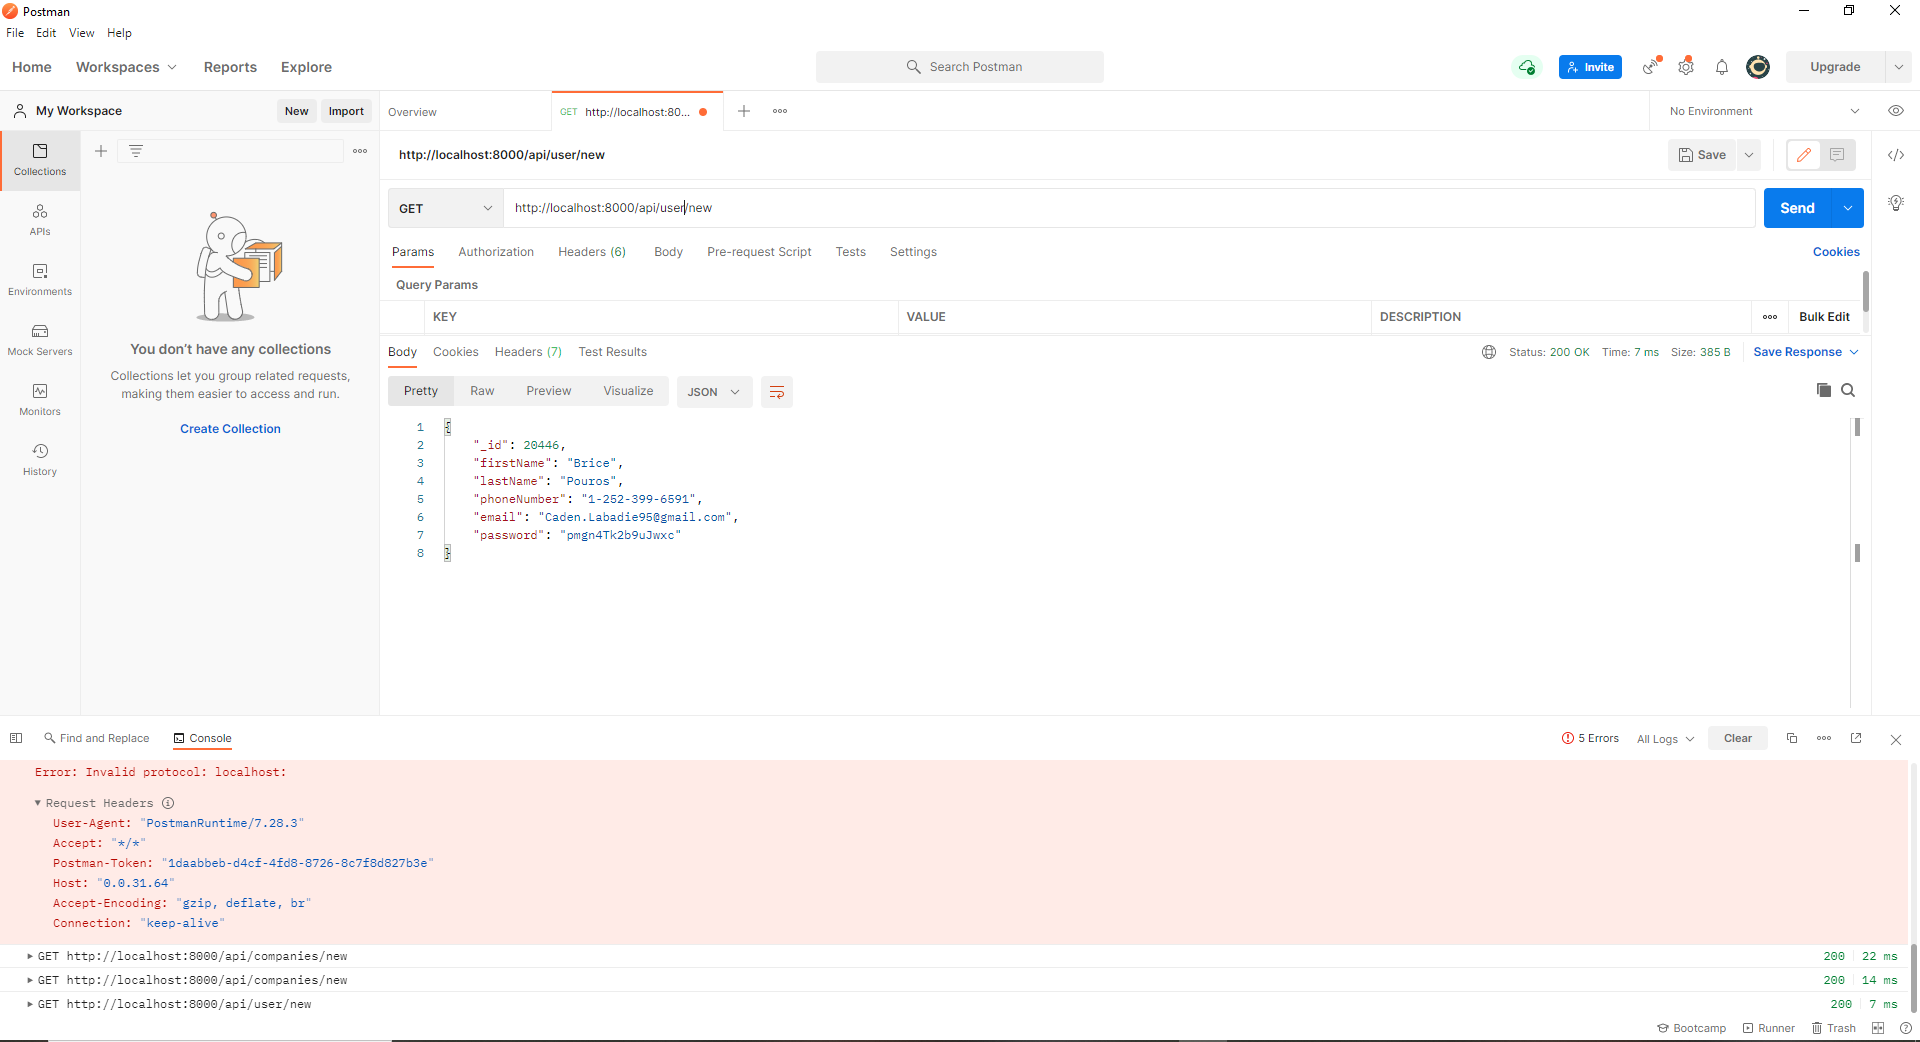 Postman
File Edit View Help
Home Workspaces Reports Explore
Search Postman
Invite
Upgrade
My Workspace
New Import
Overview
GET http://localhost:80...
No Environment
Collections
http://localhost:8000/api/user/new
Save
GET
http://localhost:8000/api/user/new
Send
APIs
Params Authorization Headers (6) Body Pre-request Script Tests Settings
Cookies
Environments
Query Params
KEY VALUE DESCRIPTION
Bulk Edit
Mock Servers
You don't have any collections
Collections let you group related requests,
making them easier to access and run.
Create Collection
Body Cookies Headers (7) Test Results
Status: 200 OK Time: 7 ms Size: 385 B Save Response
Pretty Raw Preview Visualize JSON
Monitors
History
1 {
2 "_id": 20446,
3 "firstName": "Brice",
4 "lastName": "Pouros",
5 "phoneNumber": "1-252-399-6591",
6 "email": "Caden.Labadie95@gmail.com",
7 "password": "pmgn4Tk2b9uJwxc"
8 }
Find and Replace Console
5 Errors All Logs Clear
Error: Invalid protocol: localhost:
Request Headers
User-Agent: "PostmanRuntime/7.28.3"
Accept: "*/*"
Postman-Token: "1daabbeb-d4cf-4fd8-8726-8c7f8d827b3e"
Host: "0.0.31.64"
Accept-Encoding: "gzip, deflate, br"
Connection: "keep-alive"
GET http://localhost:8000/api/companies/new 200 22 ms
GET http://localhost:8000/api/companies/new 200 14 ms
GET http://localhost:8000/api/user/new 200 7 ms
Bootcamp Runner Trash